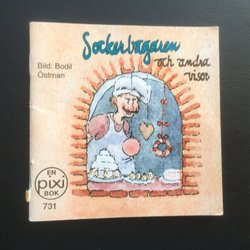 Sockerbagaren
och andra
visor
Bild: Bodil
Östman
EN
pixi
BOK
731